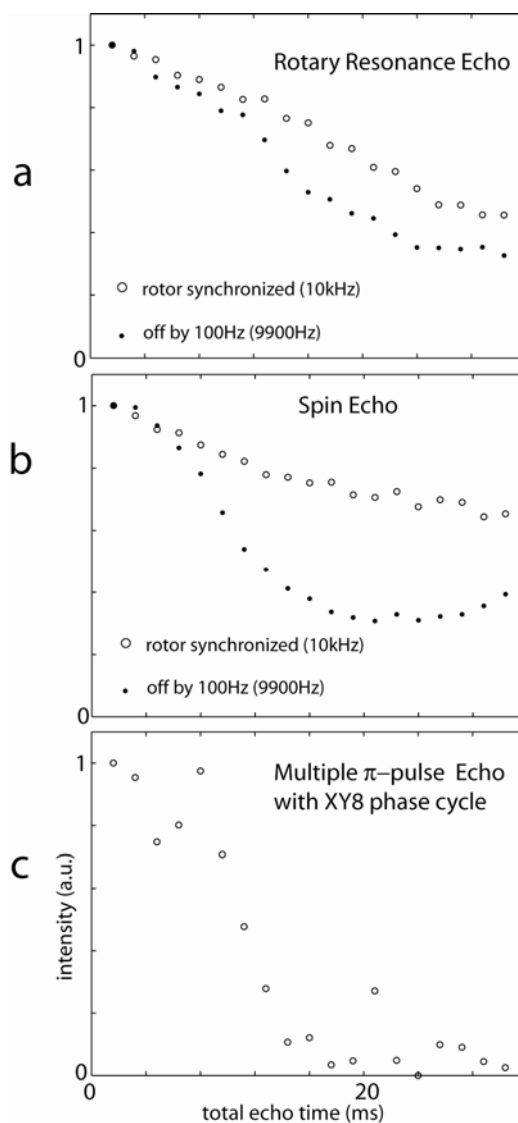 a
1
Rotary Resonance Echo
○ rotor synchronized (10kHz)
• off by 100Hz (9900Hz)
0
b
1
Spin Echo
○ rotor synchronized (10kHz)
• off by 100Hz (9900Hz)
0
c
1
Multiple π−pulse Echo
with XY8 phase cycle
intensity (a.u.)
0
0
20
total echo time (ms)